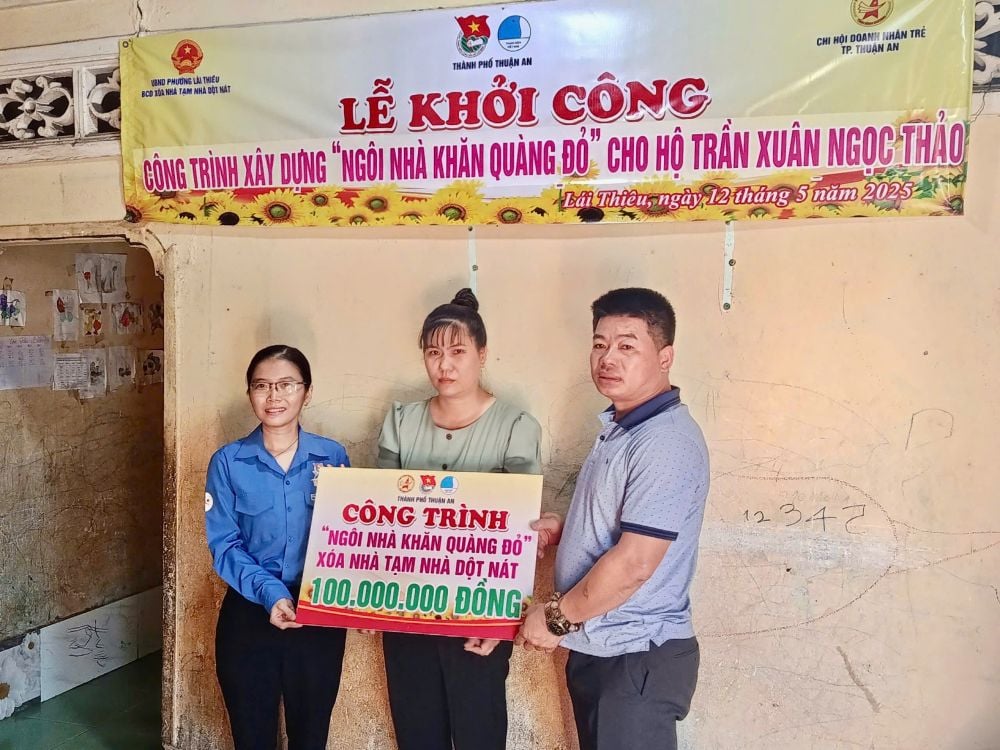 UBND PHƯỜNG LÁI THIÊU
BCĐ XÓA NHÀ TẠM NHÀ DỘT NÁT
THÀNH PHỐ THUẬN AN
CHI HỘI DOANH NHÂN TRẺ
TP. THUẬN AN
LỄ KHỞI CÔNG
CÔNG TRÌNH XÂY DỰNG "NGÔI NHÀ KHĂN QUÀNG ĐỎ" CHO HỘ TRẦN XUÂN NGỌC THẢO
Lái Thiêu, ngày 12 tháng 5 năm 2025
THÀNH PHỐ THUẬN AN
CÔNG TRÌNH
"NGÔI NHÀ KHĂN QUÀNG ĐỎ"
XÓA NHÀ TẠM NHÀ DỘT NÁT
100.000.000 ĐỒNG
12345